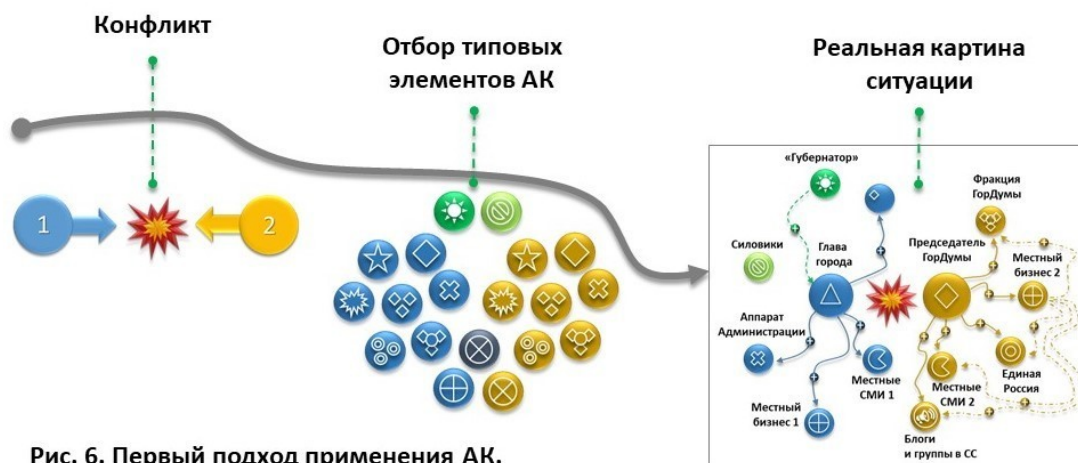 Конфликт
Отбор типовых
элементов АК
Реальная картина
ситуации
1
2
«Губернатор»
Фракция
ГорДумы
Силовики
Глава
города
Председатель
ГорДумы
Местный
бизнес 2
Аппарат
Администрации
Местные
СМИ 1
Местные
СМИ 2
Единая
Россия
Местный
бизнес 1
Блоги
и группы в СС
Рис. 6. Первый подход применения АК.